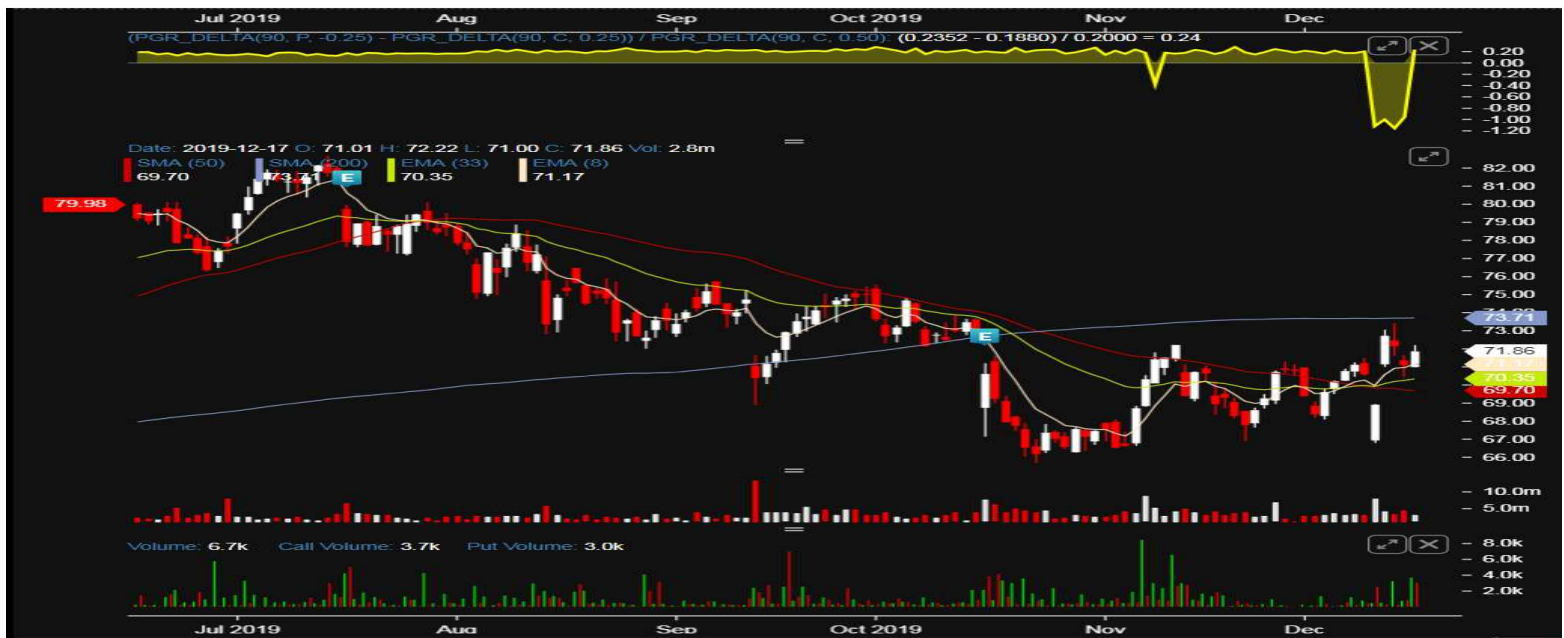 Jul 2019 Aug Sep Oct 2019 Nov Dec
(PGR_DELTA(90, P, -0.25) - PGR_DELTA(90, C, 0.25)) / PGR_DELTA(90, C, 0.50): (0.2352 - 0.1880) / 0.2000 = 0.24
0.20
0.00
-0.20
-0.40
-0.60
-0.80
-1.00
-1.20
Date: 2019-12-17 O: 71.01 H: 72.22 L: 71.00 C: 71.86 Vol: 2.8m
SMA (50) SMA (200) EMA (33) EMA (8)
69.70 73.71 70.35 71.17
E
E
79.98
82.00
81.00
80.00
79.00
78.00
77.00
76.00
75.00
73.71
73.00
71.86
70.35
69.70
69.00
68.00
67.00
66.00
10.0m
5.0m
Volume: 6.7k Call Volume: 3.7k Put Volume: 3.0k
8.0k
6.0k
4.0k
2.0k
Jul 2019 Aug Sep Oct 2019 Nov Dec